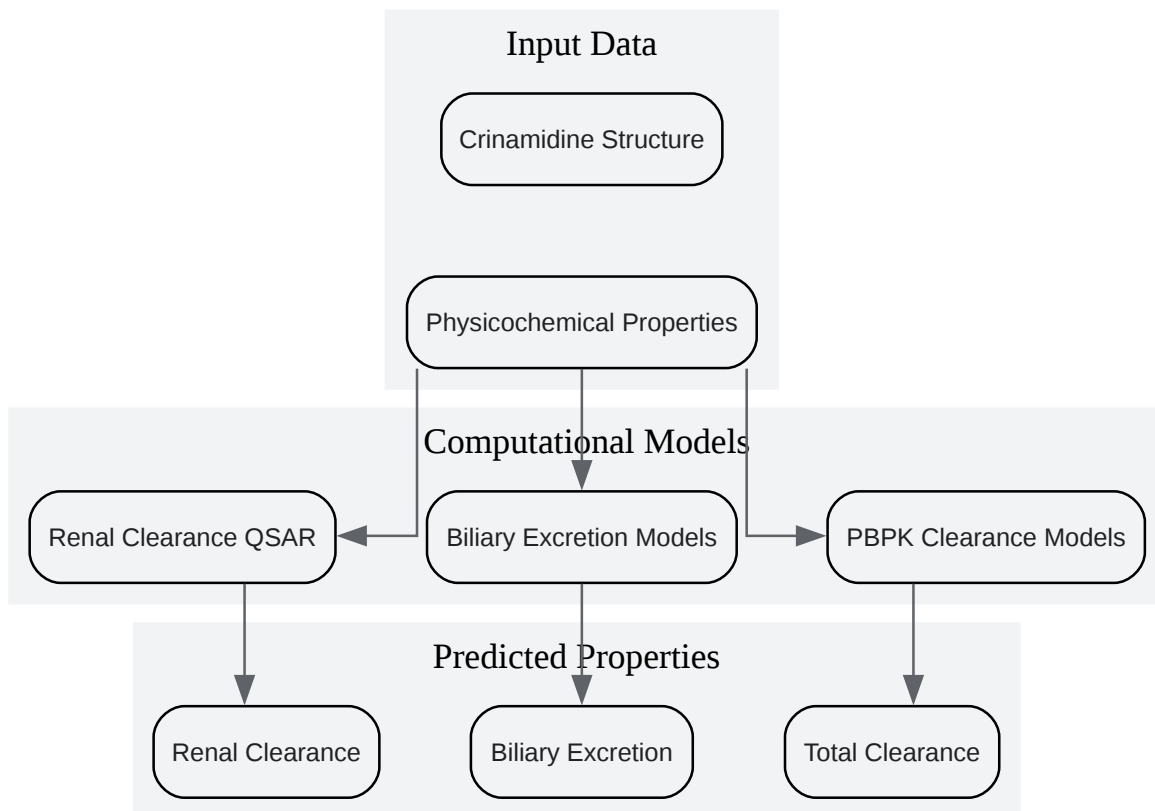 Input Data
Crinamidine Structure
Physicochemical Properties
Computational Models
Renal Clearance QSAR
Biliary Excretion Models
PBPK Clearance Models
Predicted Properties
Renal Clearance
Biliary Excretion
Total Clearance